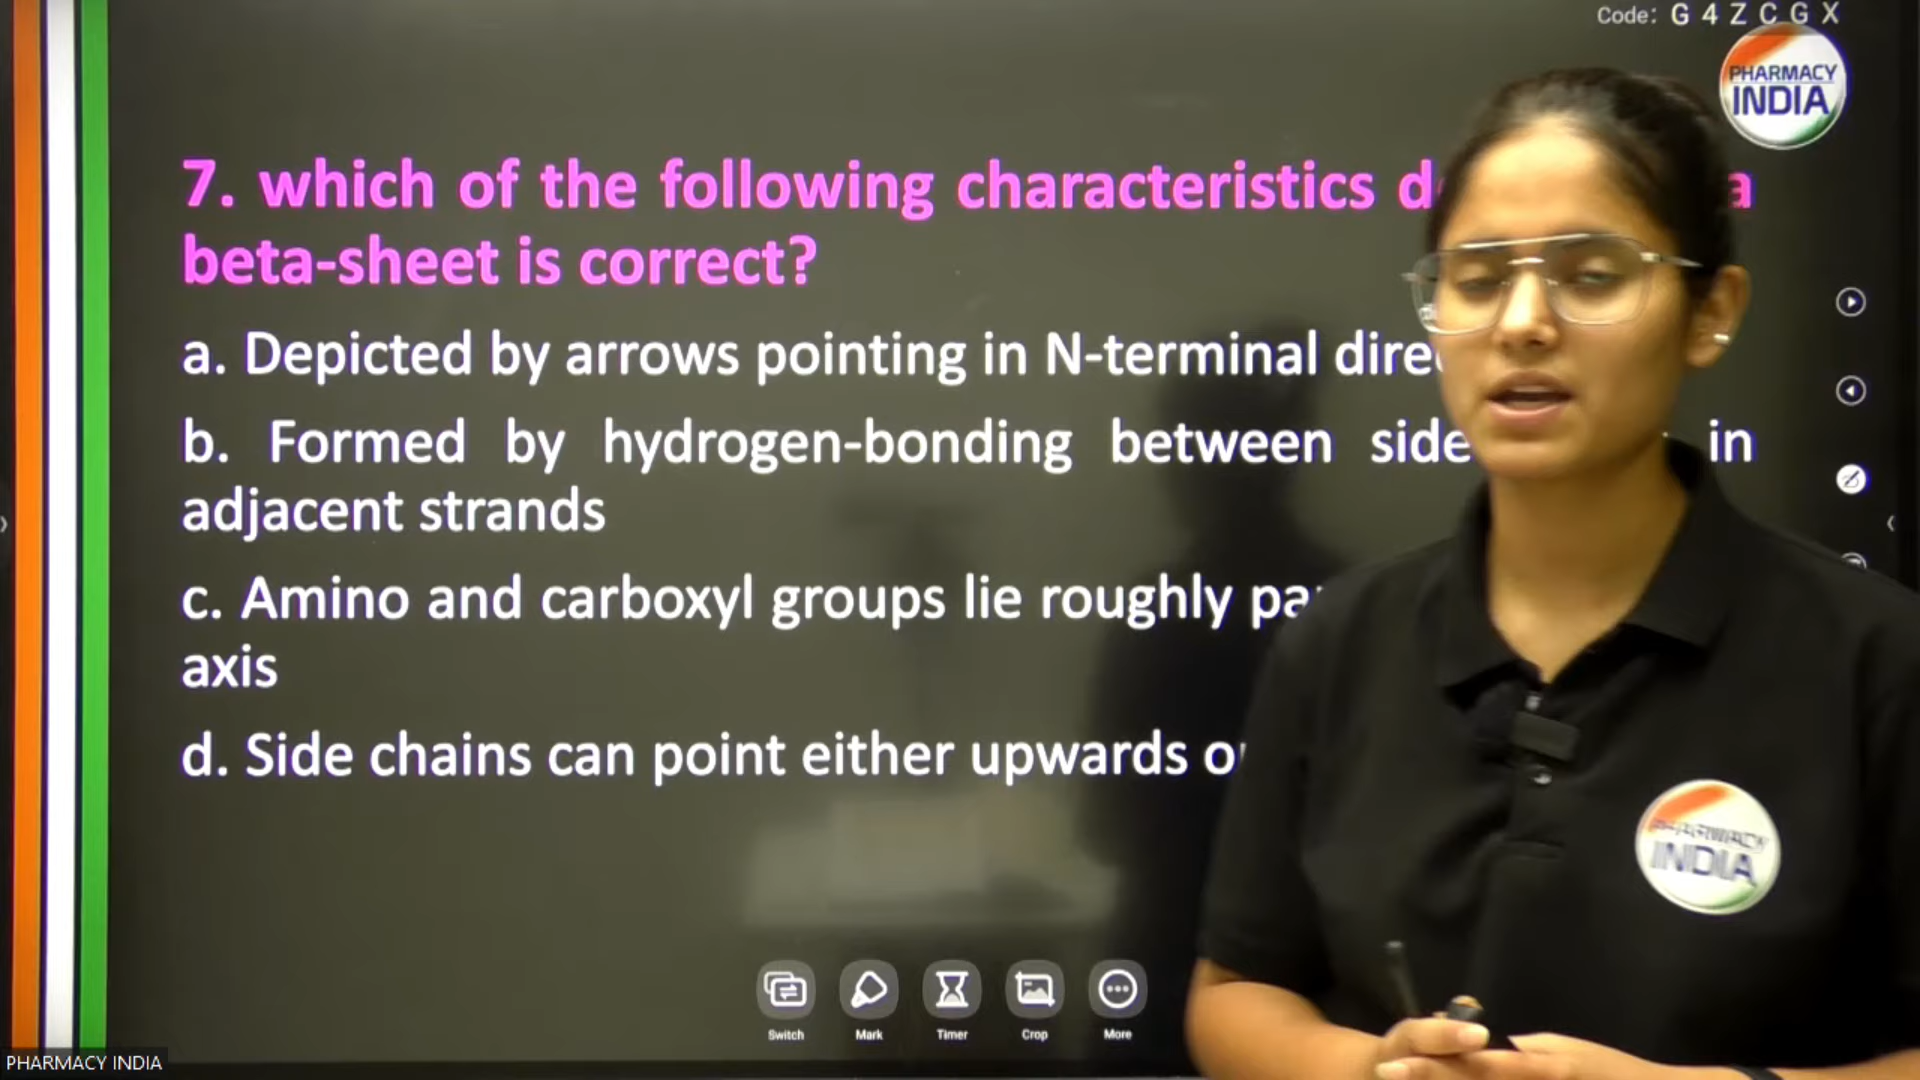 Code: G 4 Z C G X
PHARMACY
INDIA
7. which of the following characteristics a
beta-sheet is correct?
a. Depicted by arrows pointing in N-terminal
b. Formed by hydrogen-bonding between side in
adjacent strands
c. Amino and carboxyl groups lie roughly
axis
d. Side chains can point either upwards
PHARMACY
INDIA
Switch Mark Timer Crop More
PHARMACY INDIA